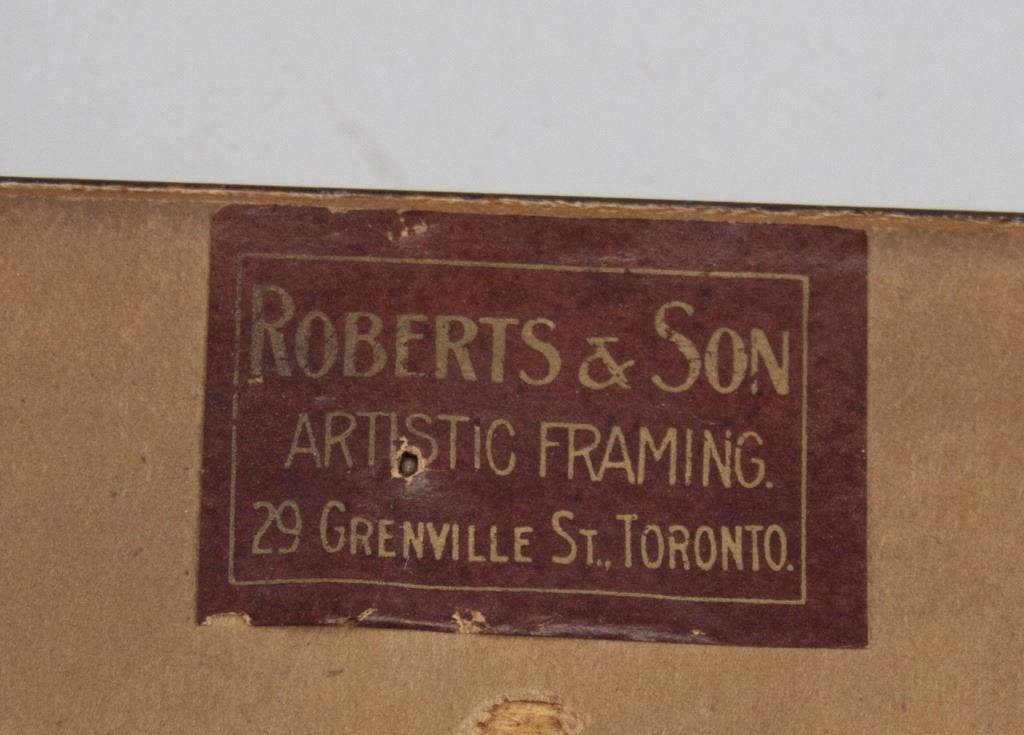 ROBERTS & SON
ARTISTIC FRAMING.
29 GRENVILLE ST., TORONTO.